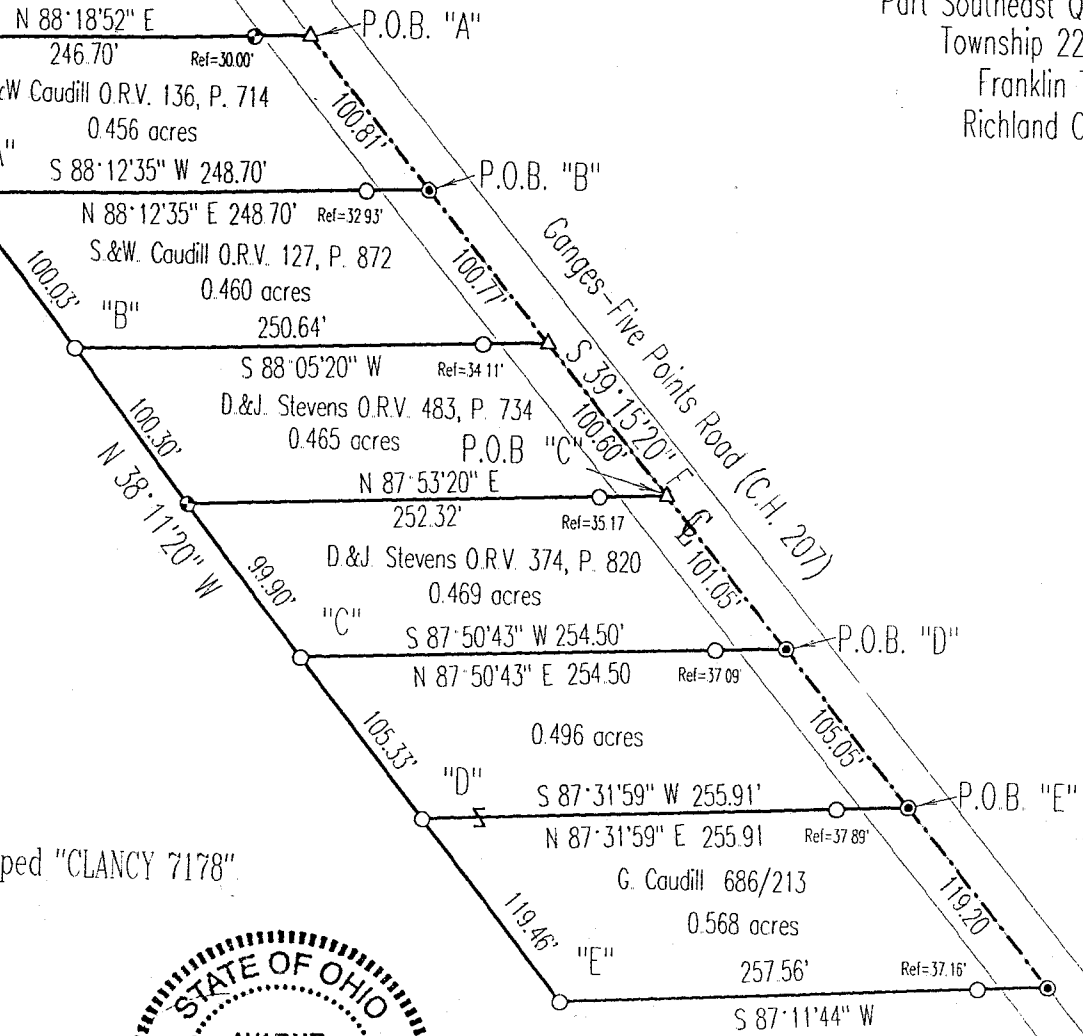 N 88°18'52" E
246.70'
Ref=30.00'
P.O.B. "A"
Part Southeast Q
Township 22
Franklin T
Richland C
&W Caudill O.R.V. 136, P. 714
0.456 acres
100.81'
S 88°12'35" W 248.70'
P.O.B. "B"
N 88°12'35" E 248.70'
Ref=32.93'
S.&W. Caudill O.R.V. 127, P. 872
0.460 acres
100.03'
"B"
250.64'
100.77'
Ganges-Five Points Road (C.H. 207)
S 88°05'20" W
Ref=34.11'
S 39°15'20" E
D.&J. Stevens O.R.V. 483, P. 734
0.465 acres
100.30'
100.60'
P.O.B "C"
N 38°11'20" W
N 87°53'20" E
252.32'
Ref=35.17
D.&J. Stevens O.R.V. 374, P. 820
0.469 acres
99.90'
101.05'
"C"
S 87°50'43" W 254.50'
P.O.B. "D"
N 87°50'43" E 254.50
Ref=37.09'
0.496 acres
105.33'
105.05'
"D"
S 87°31'59" W 255.91'
P.O.B. "E"
N 87°31'59" E 255.91
Ref=37.89'
ped "CLANCY 7178"
G. Caudill 686/213
0.568 acres
119.46'
119.20
"E"
257.56'
Ref=37.16'
S 87°11'44" W
STATE OF OHIO